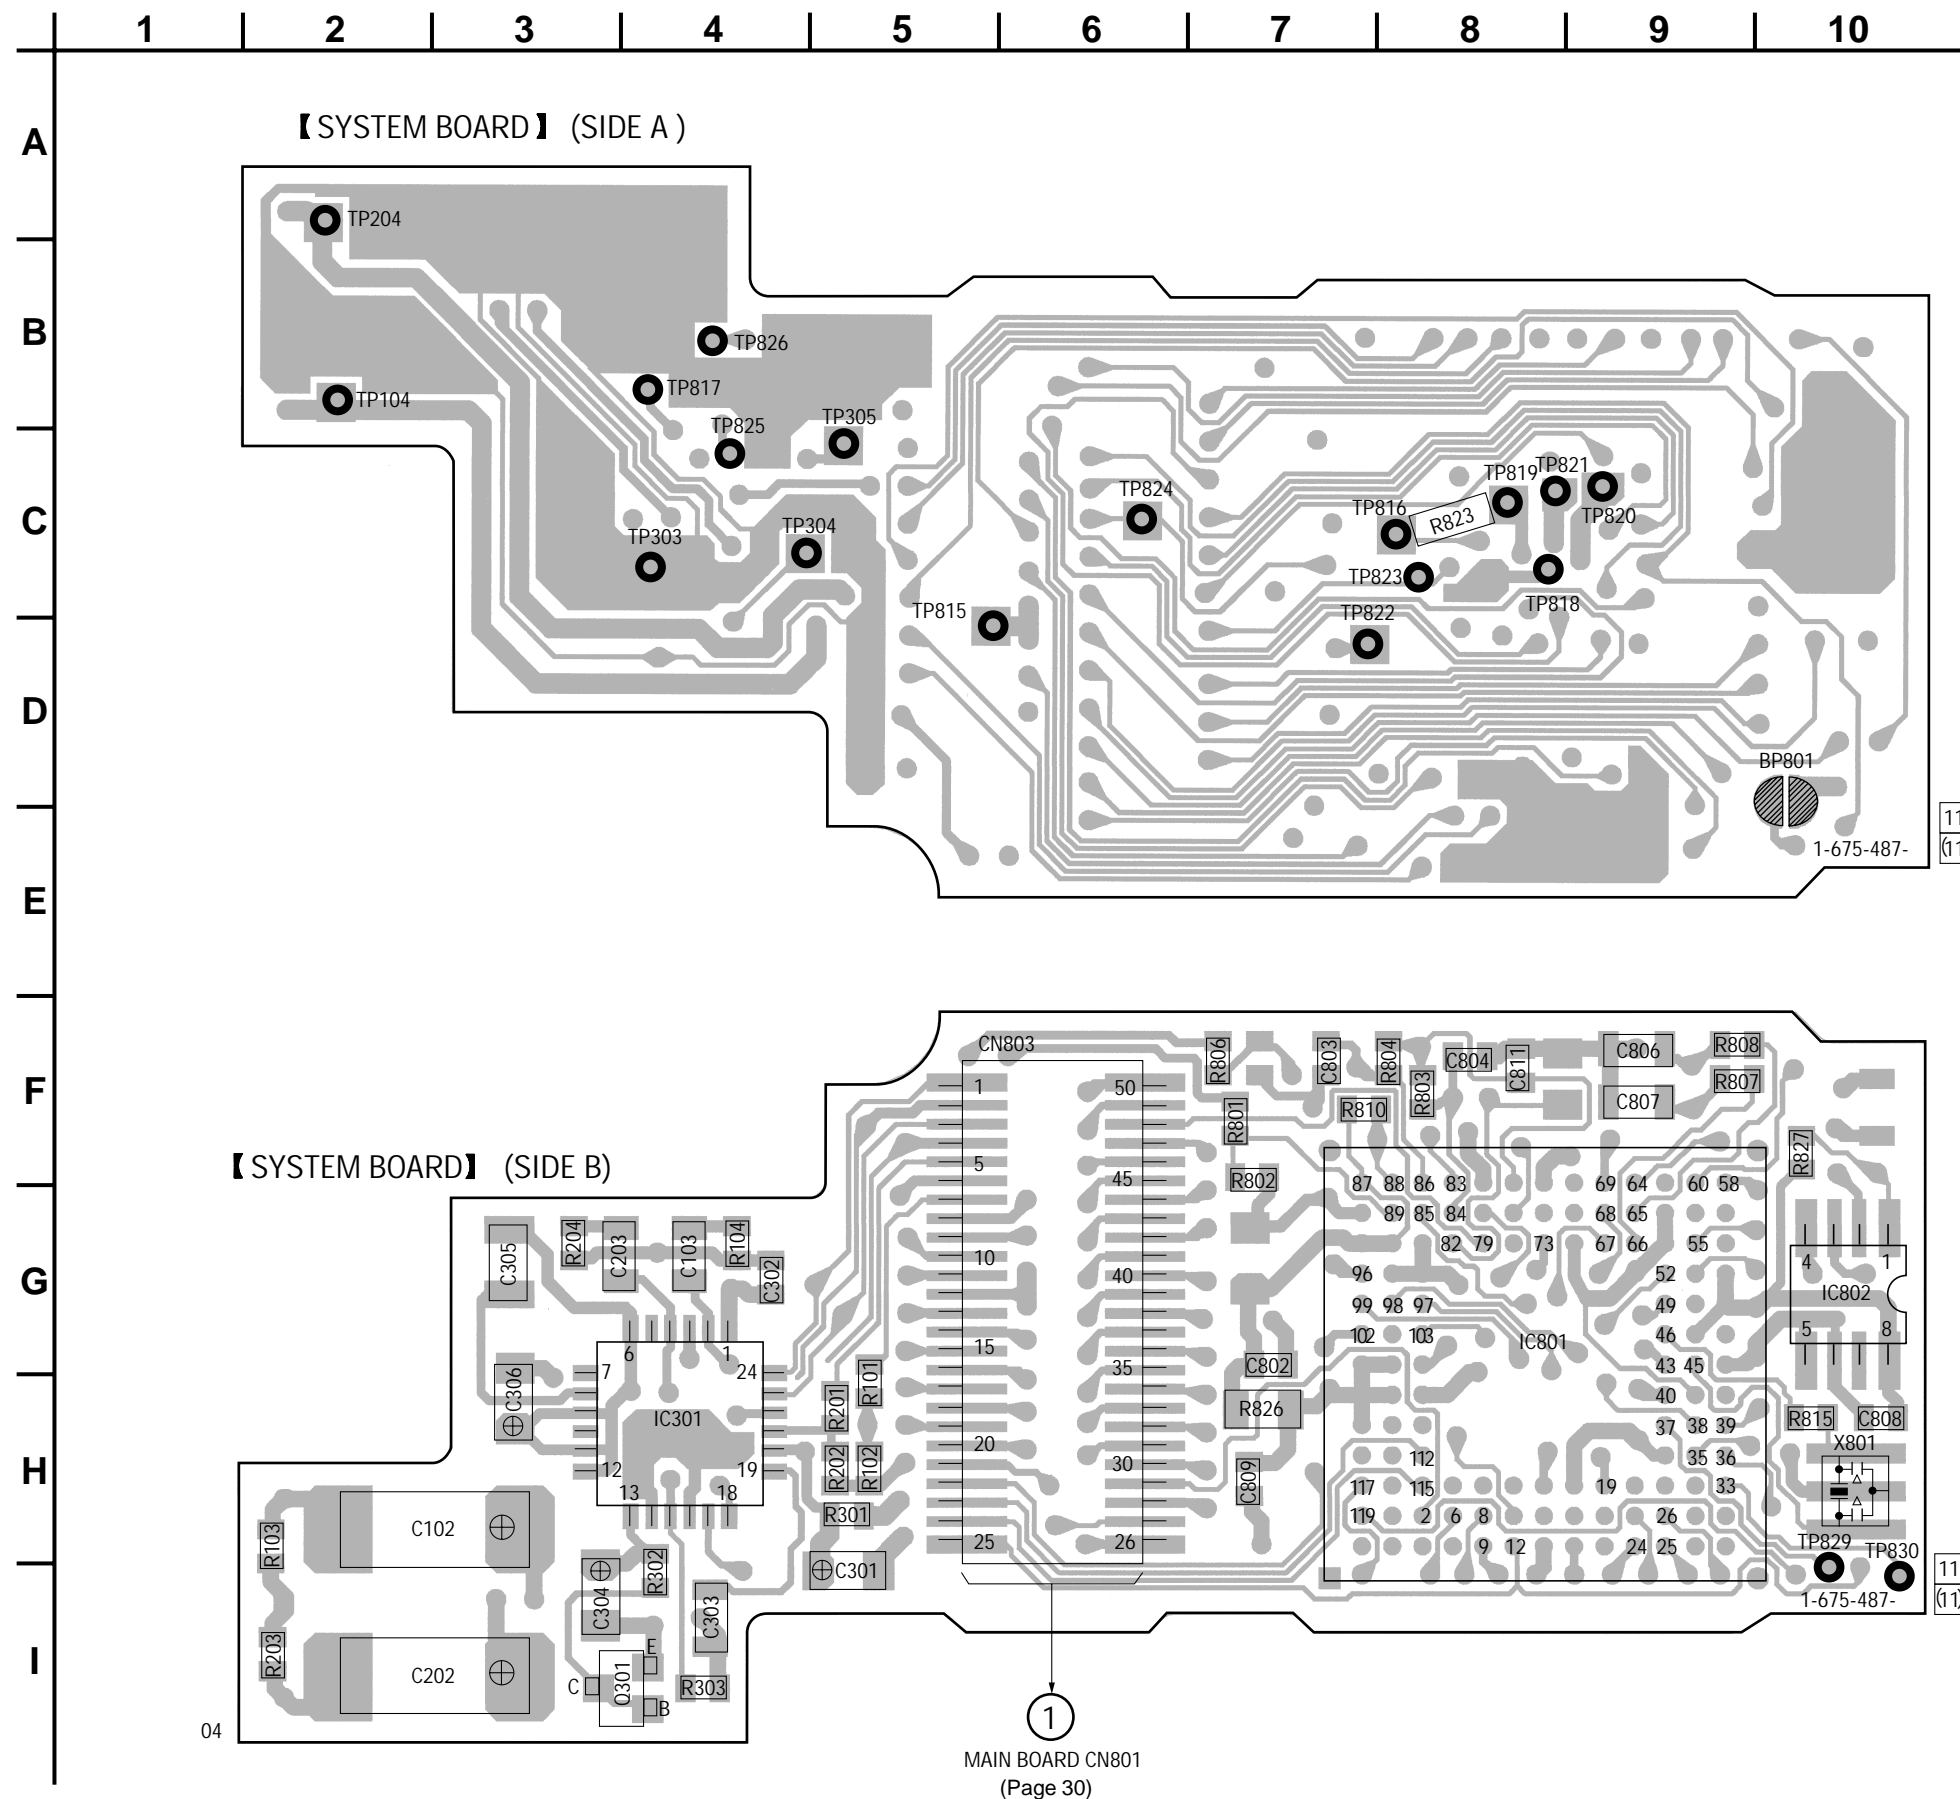 1 2 3 4 5 6 7 8 9 10
A
B
C
D
E
F
G
H
I
【SYSTEM BOARD】 (SIDE A )
TP204
TP826
TP817
TP104
TP825
TP305
TP824
TP819
TP821
TP816
R823
TP820
TP303
TP304
TP823
TP818
TP815
TP822
BP801
1-675-487-
11
(11
【SYSTEM BOARD】 (SIDE B)
CN803
1
50
5
45
10
40
15
35
20
30
25
26
R806
C803
R804
R803
C804
C811
C806
R808
C807
R807
R801
R810
R802
R827
87 88 86 83 69 64 60 58
89 85 84 68 65
82 79 73 67 66 55
96 52
99 98 97 49
102 103 46
IC801
43 45
40
37 38 39
112 35 36
117 115 19 33
119 2 6 8 26
9 12 24 25
4 1
IC802
5 8
C305
R204
C203
C103
R104
C302
6 1
7 24
IC301
12 19
13 18
C306
R101
R201
R202
R102
R301
C301
C802
R826
C809
R815
C808
X801
TP829
TP830
1-675-487-
11
(11)
R103
C102
R302
C304
C303
R203
C202
E
C
Q301
B
R303
04
1
MAIN BOARD CN801
(Page 30)